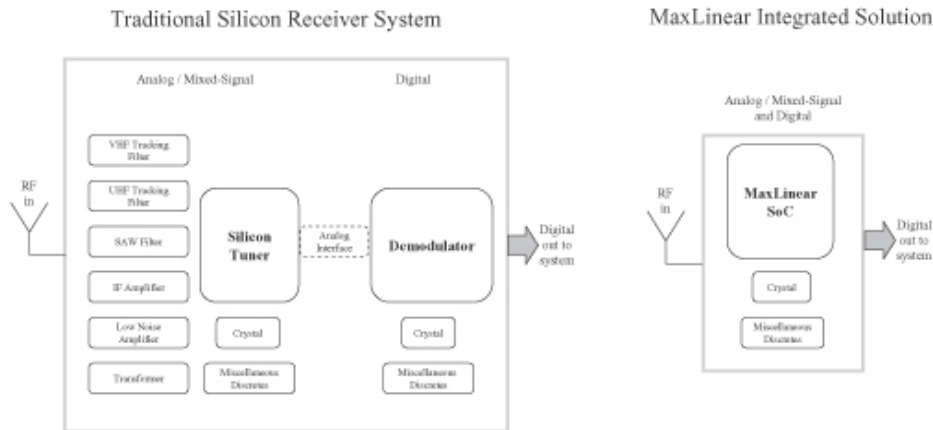 Traditional Silicon Receiver System
MaxLinear Integrated Solution
Analog / Mixed-Signal
Digital
VHF Tracking
Filter
UHF Tracking
Filter
SAW Filter
IF Amplifier
Low Noise
Amplifier
Transformer
RF
in
Silicon
Tuner
Crystal
Miscellaneous
Discretes
Analog
Interface
Demodulator
Crystal
Miscellaneous
Discretes
Digital
out to
system
Analog / Mixed-Signal
and Digital
RF
in
MaxLinear
SoC
Crystal
Miscellaneous
Discretes
Digital
out to
system